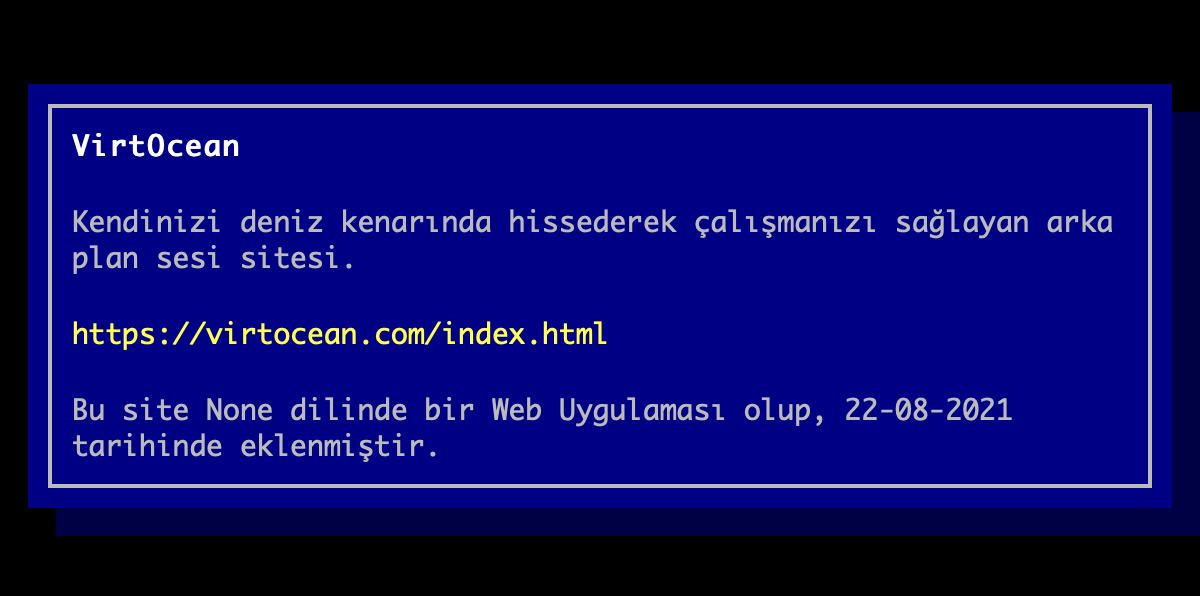 VirtOcean
Kendinizi deniz kenarında hissederek çalışmanızı sağlayan arka
plan sesi sitesi.
https://virtocean.com/index.html
Bu site None dilinde bir Web Uygulaması olup, 22-08-2021
tarihinde eklenmiştir.